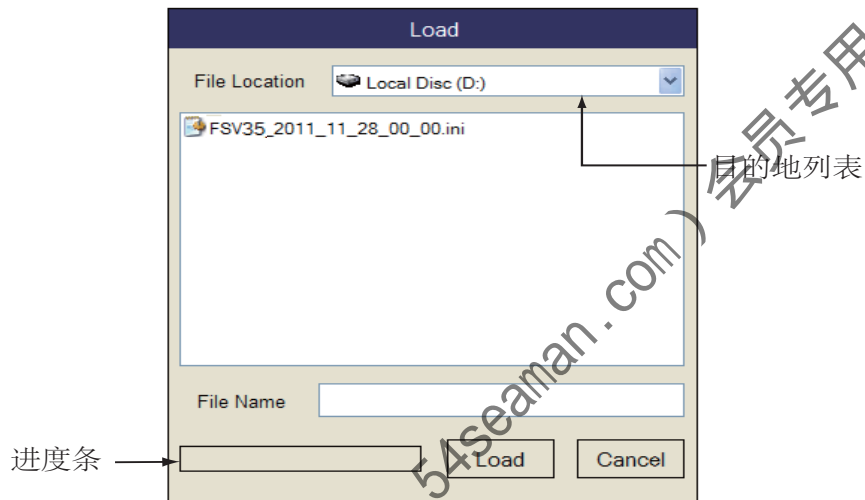 Load
File Location
Local Disc (D:)
FSV35_2011_11_28_00_00.ini
目的地列表
File Name
进度条
Load
Cancel
54seaman.com）会员专用